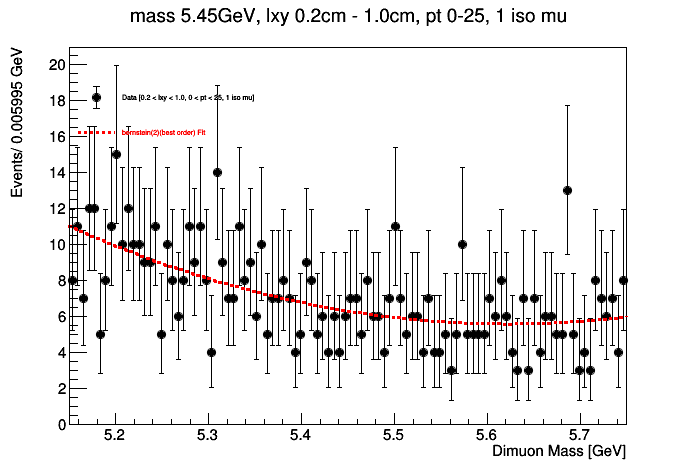 mass 5.45GeV, lxy 0.2cm - 1.0cm, pt 0-25, 1 iso mu
Events/ 0.005995 GeV
20
18
16
14
12
10
8
6
4
2
0
Data [0.2 < lxy < 1.0, 0 < pt < 25, 1 iso mu]
bernstein(2)(best order) Fit
5.2 5.3 5.4 5.5 5.6 5.7
Dimuon Mass [GeV]